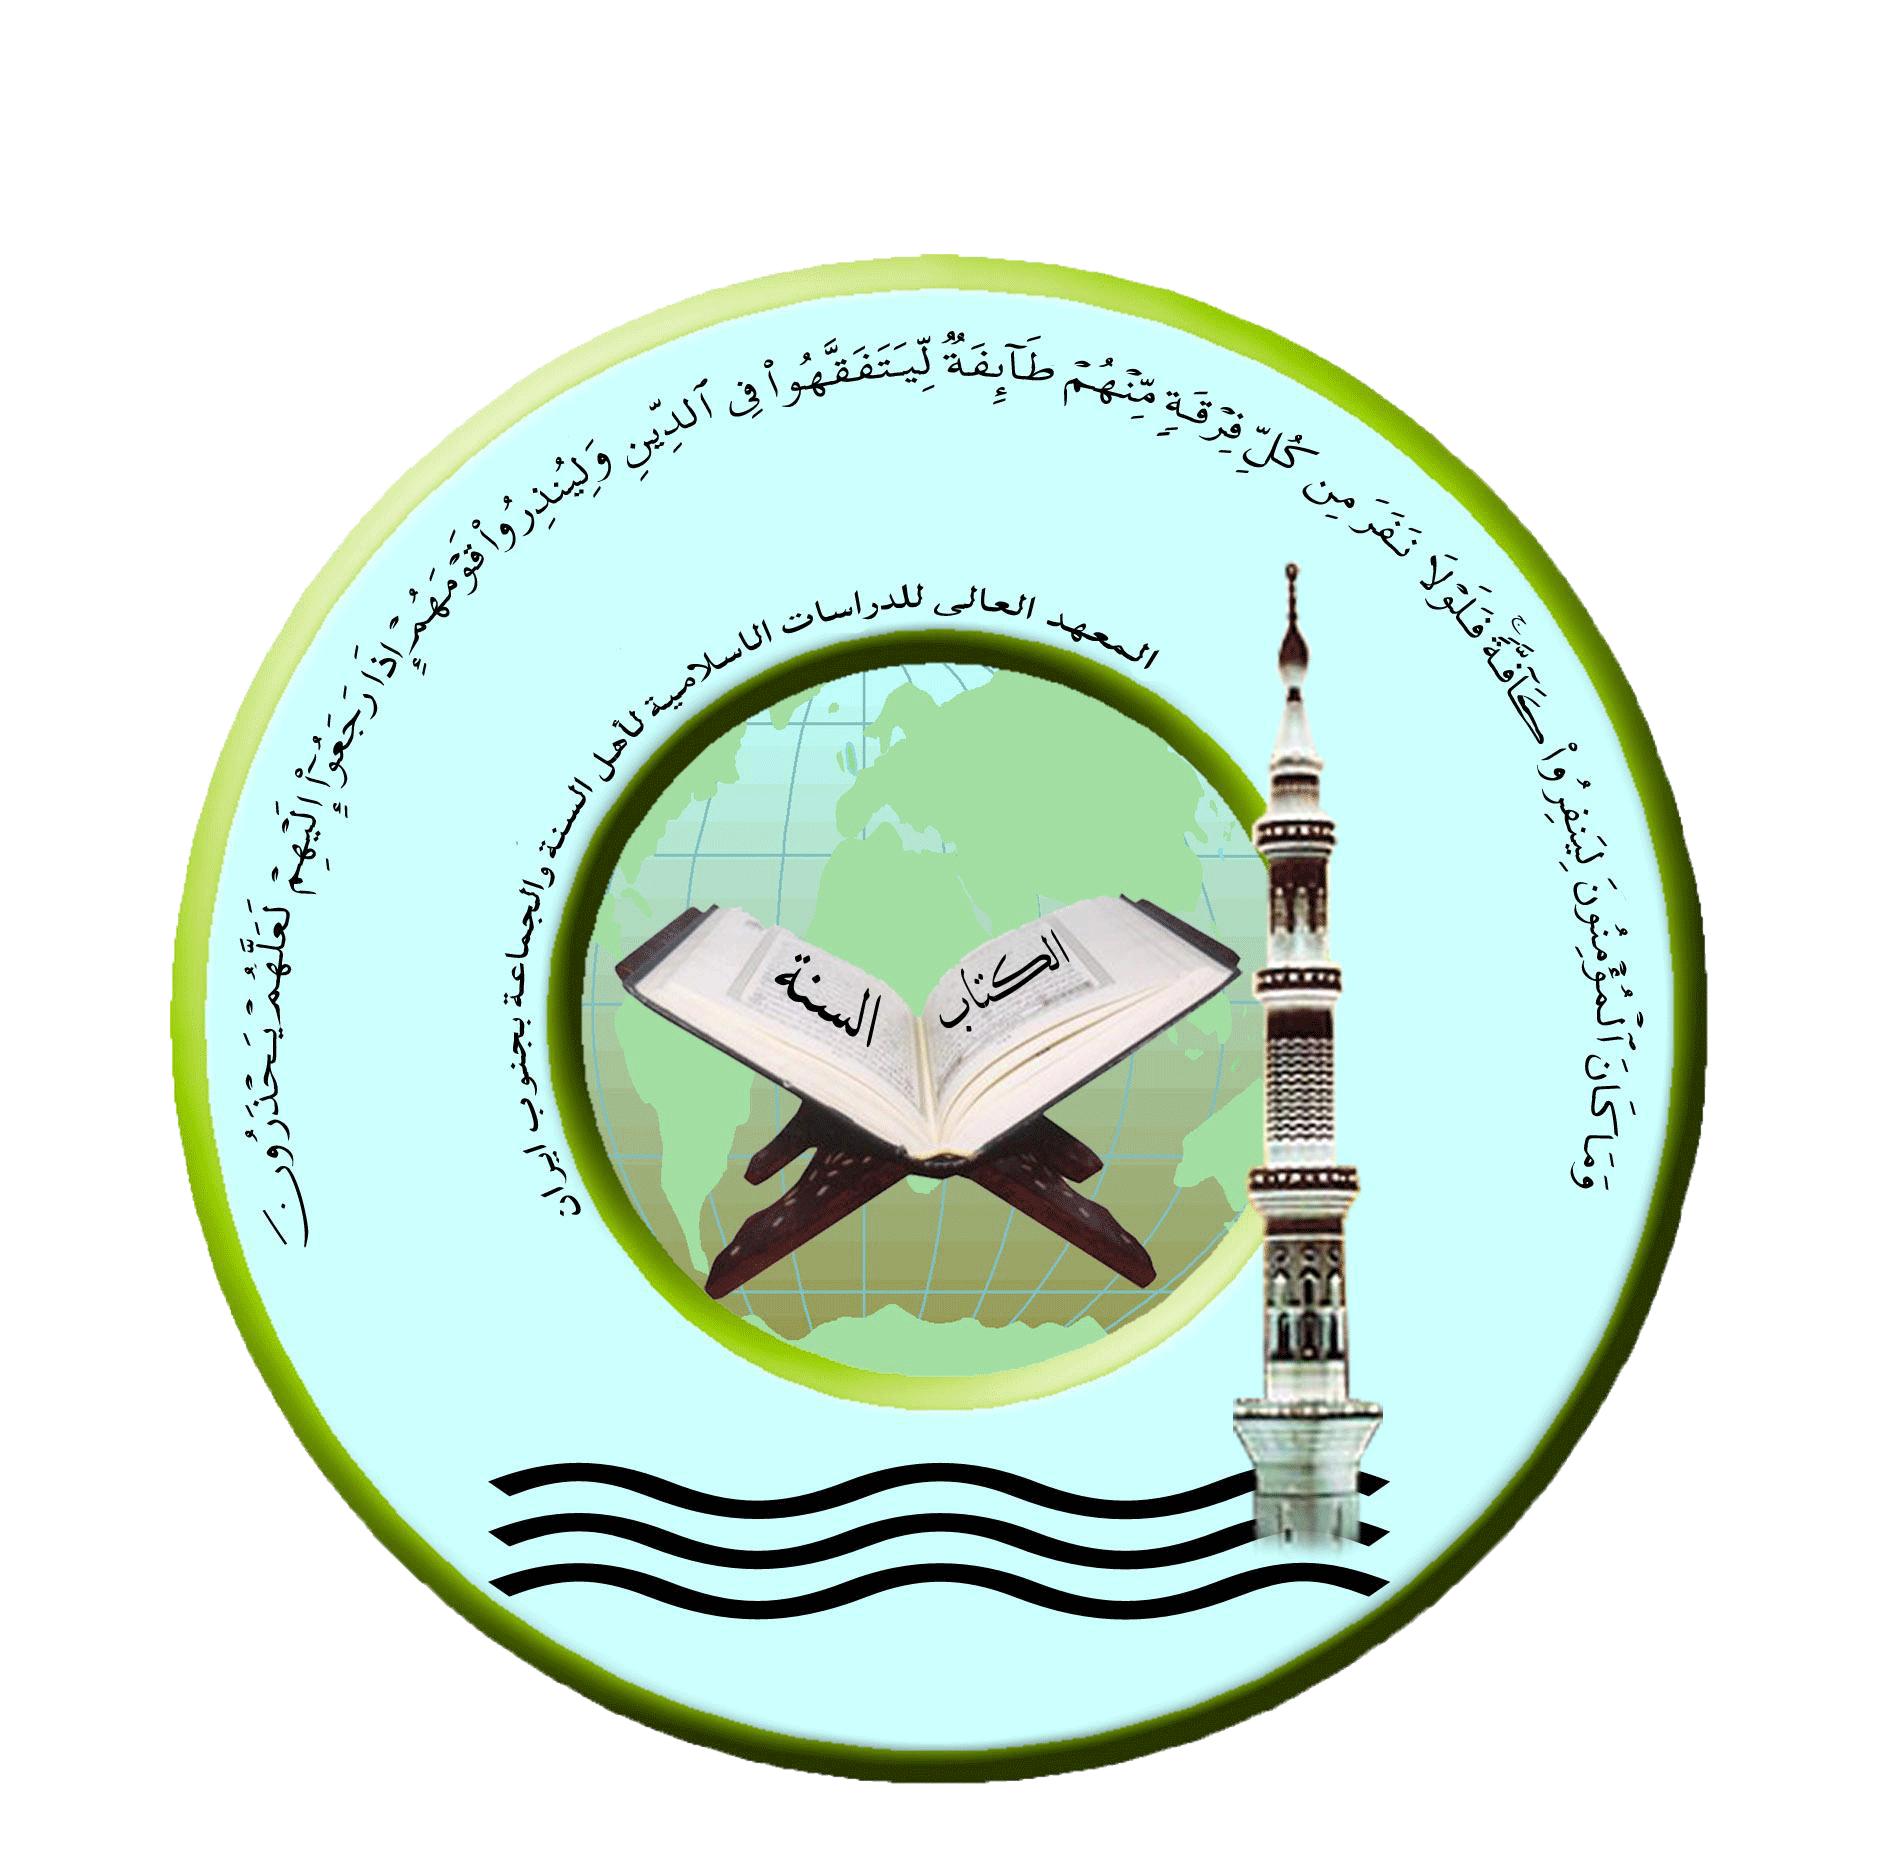 وَمَا كَانَ ٱلْمُؤْمِنُونَ لِيَنفِرُوا۟ كَآفَّةًۚ فَلَوْلَا نَفَرَ مِن كُلِّ فِرْقَةٍ مِّنْهُمْ طَآئِفَةٌ لِّيَتَفَقَّهُوا۟ فِى ٱلدِّينِ وَلِيُنذِرُوا۟ قَوْمَهُمْ إِذَا رَجَعُوٓا۟ إِلَيْهِمْ لَعَلَّهُمْ يَحْذَرُونَ
المعهد العالى للدراسات الاسلامية لأهل السنة والجماعة بجنوب ايران
الكتاب
السنة